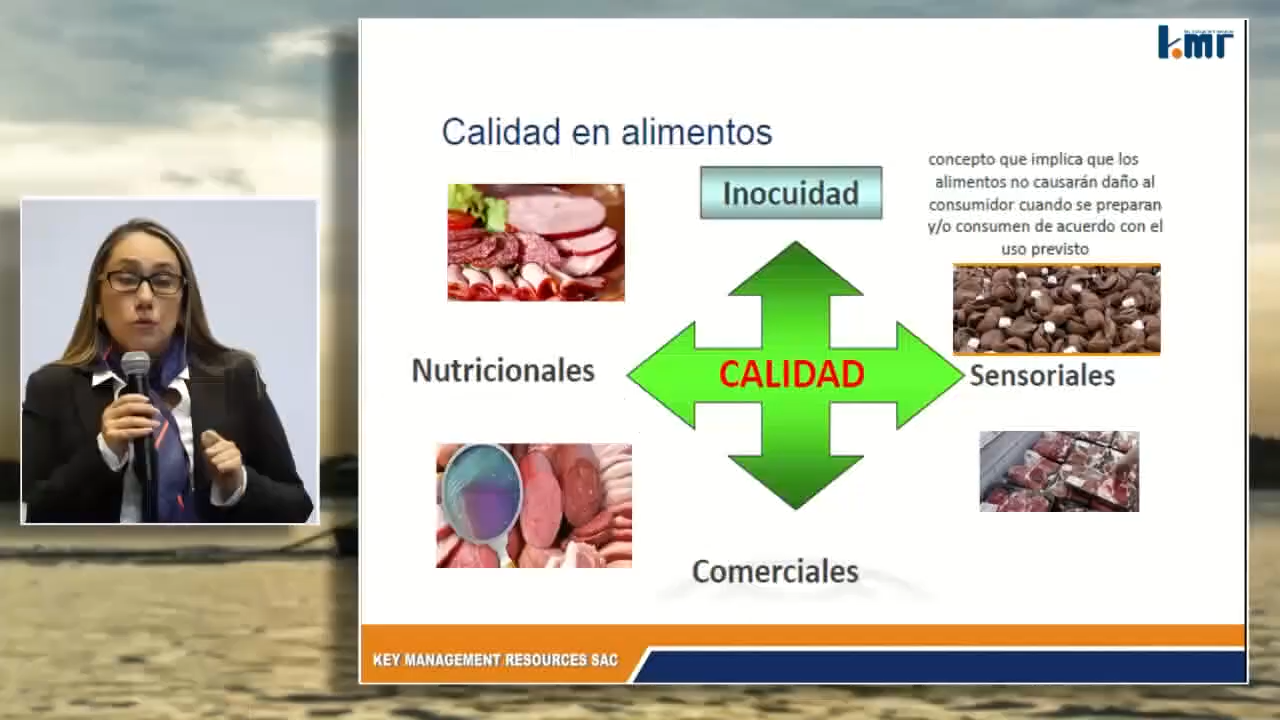 kmr
Calidad en alimentos
Inocuidad
concepto que implica que los
alimentos no causarán daño al
consumidor cuando se preparan
y/o consumen de acuerdo con el
uso previsto
Nutricionales
CALIDAD
Sensoriales
Comerciales
KEY MANAGEMENT RESOURCES SAC